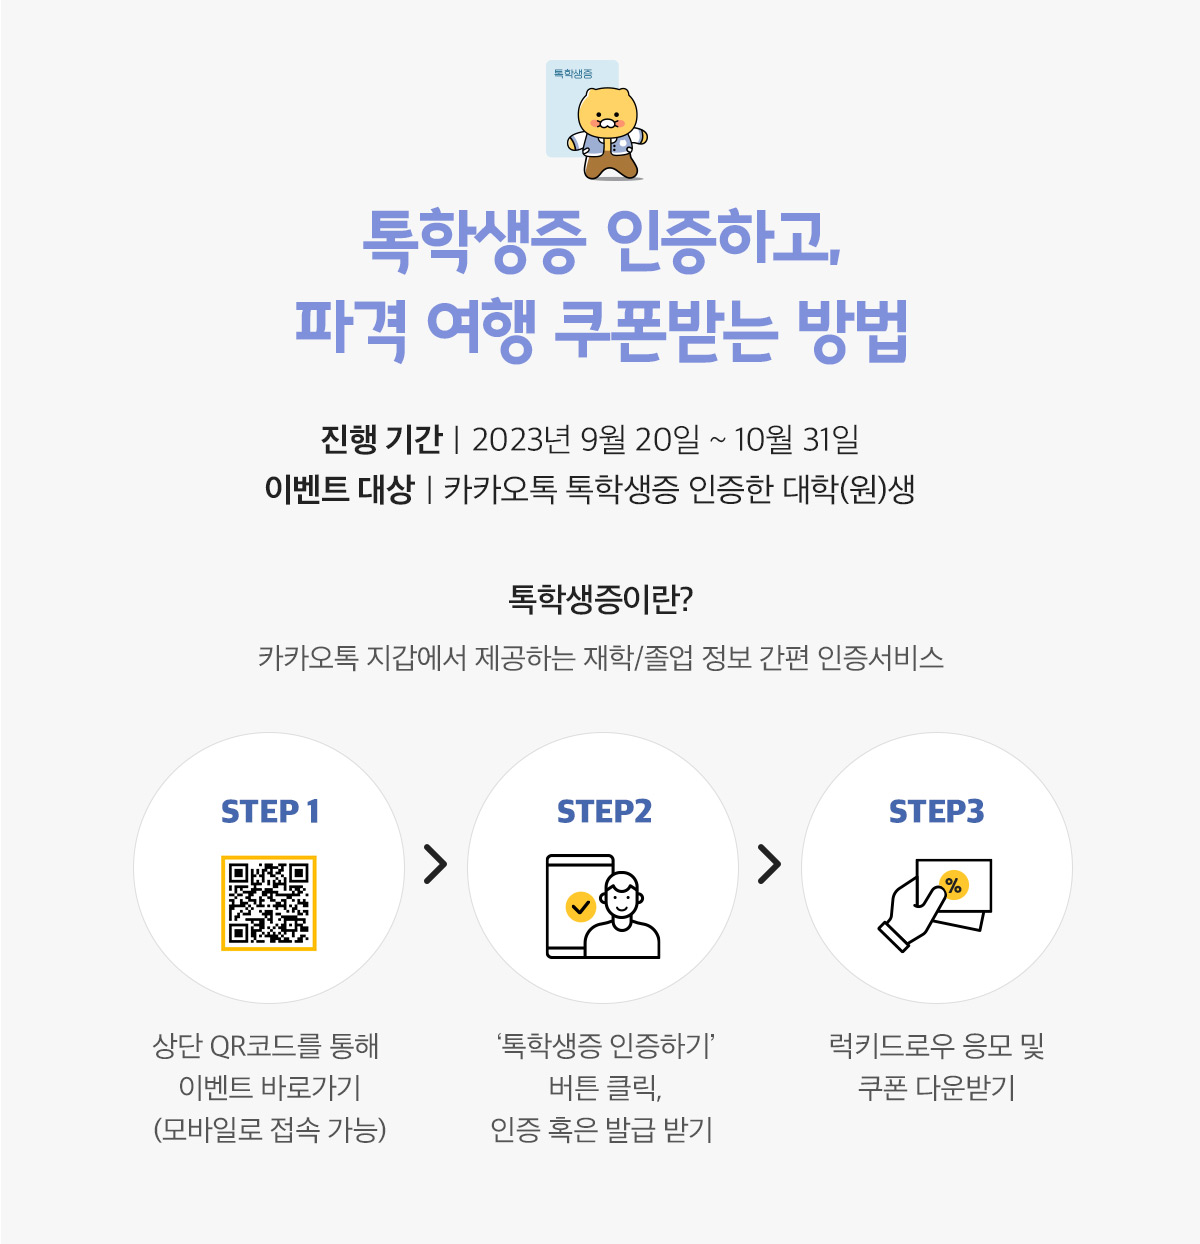 톡학생증
톡학생증 인증하고,
파격 여행 쿠폰받는 방법
진행 기간 | 2023년 9월 20일 ~ 10월 31일
이벤트 대상 | 카카오톡 톡학생증 인증한 대학(원)생
톡학생증이란?
카카오톡 지갑에서 제공하는 재학/졸업 정보 간편 인증서비스
STEP 1
상단 QR코드를 통해
이벤트 바로가기
(모바일로 접속 가능)
STEP2
‘톡학생증 인증하기’
버튼 클릭,
인증 혹은 발급 받기
STEP3
%
럭키드로우 응모 및
쿠폰 다운받기